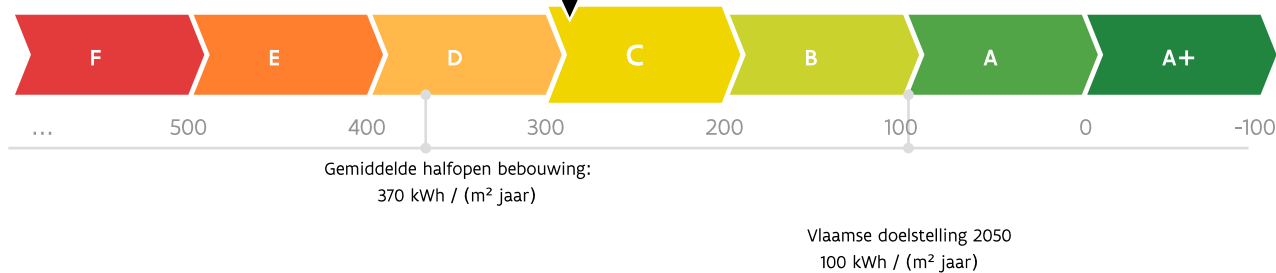 F E D C B A A+
... 500 400 300 200 100 0 -100
Gemiddelde halfopen bebouwing:
370 kWh / (m² jaar)
Vlaamse doelstelling 2050
100 kWh / (m² jaar)